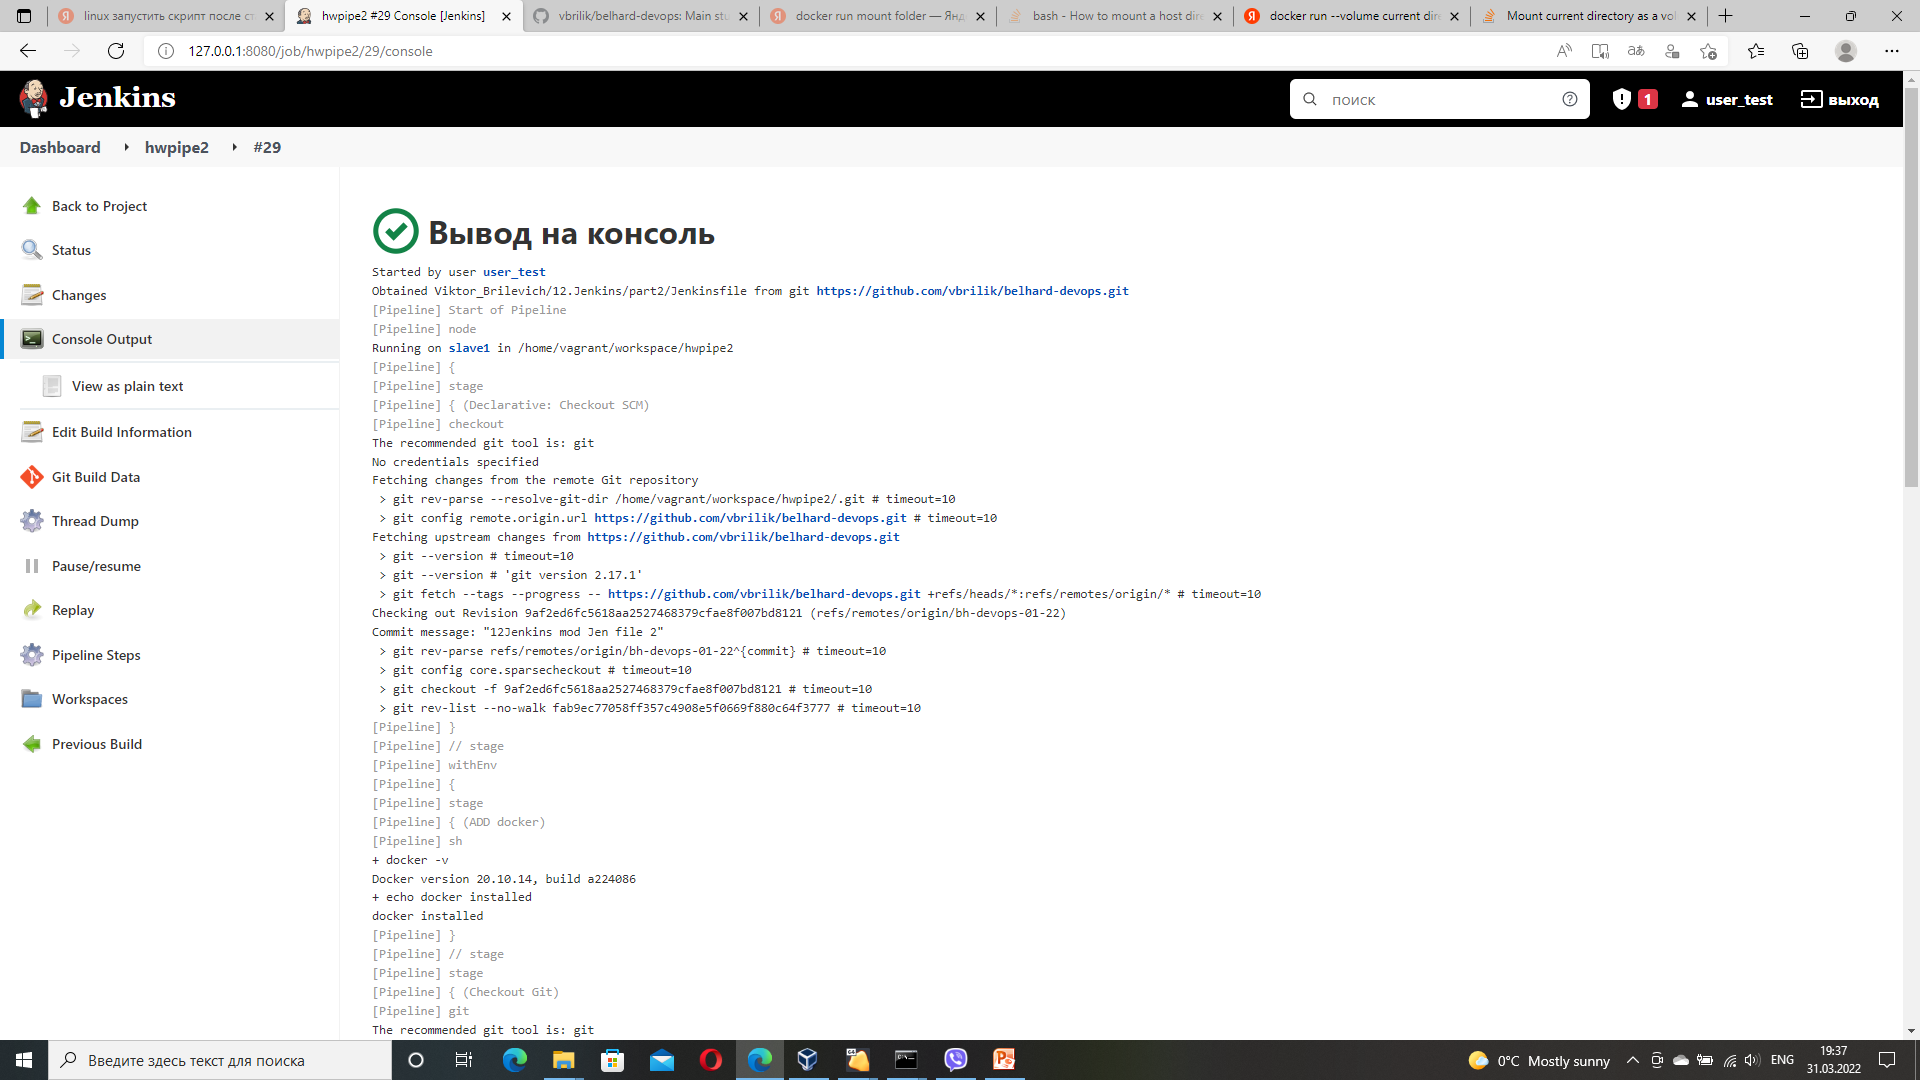 linux запустить скрипт после ст
hwpipe2 #29 Console [Jenkins]
vbrilik/belhard-devops: Main stu
docker run mount folder — Янд
bash - How to mount a host dire
docker run --volume current dire
Mount current directory as a vol
127.0.0.1:8080/job/hwpipe2/29/console
Jenkins
поиск
1
user_test
выход
Dashboard
hwpipe2
#29
Back to Project
Status
Changes
Console Output
View as plain text
Edit Build Information
Git Build Data
Thread Dump
Pause/resume
Replay
Pipeline Steps
Workspaces
Previous Build
Вывод на консоль
Started by user user_test
Obtained Viktor_Brilevich/12.Jenkins/part2/Jenkinsfile from git https://github.com/vbrilik/belhard-devops.git
[Pipeline] Start of Pipeline
[Pipeline] node
Running on slave1 in /home/vagrant/workspace/hwpipe2
[Pipeline] {
[Pipeline] stage
[Pipeline] { (Declarative: Checkout SCM)
[Pipeline] checkout
The recommended git tool is: git
No credentials specified
Fetching changes from the remote Git repository
> git rev-parse --resolve-git-dir /home/vagrant/workspace/hwpipe2/.git # timeout=10
> git config remote.origin.url https://github.com/vbrilik/belhard-devops.git # timeout=10
Fetching upstream changes from https://github.com/vbrilik/belhard-devops.git
> git --version # timeout=10
> git --version # 'git version 2.17.1'
> git fetch --tags --progress -- https://github.com/vbrilik/belhard-devops.git +refs/heads/*:refs/remotes/origin/* # timeout=10
Checking out Revision 9af2ed6fc5618aa2527468379cfae8f007bd8121 (refs/remotes/origin/bh-devops-01-22)
Commit message: "12Jenkins mod Jen file 2"
> git rev-parse refs/remotes/origin/bh-devops-01-22^{commit} # timeout=10
> git config core.sparsecheckout # timeout=10
> git checkout -f 9af2ed6fc5618aa2527468379cfae8f007bd8121 # timeout=10
> git rev-list --no-walk fab9ec77058ff357c4908e5f0669f880c64f3777 # timeout=10
[Pipeline] }
[Pipeline] // stage
[Pipeline] withEnv
[Pipeline] {
[Pipeline] stage
[Pipeline] { (ADD docker)
[Pipeline] sh
+ docker -v
Docker version 20.10.14, build a224086
+ echo docker installed
docker installed
[Pipeline] }
[Pipeline] // stage
[Pipeline] stage
[Pipeline] { (Checkout Git)
[Pipeline] git
The recommended git tool is: git
Введите здесь текст для поиска
0°C Mostly sunny
ENG
19:37
31.03.2022